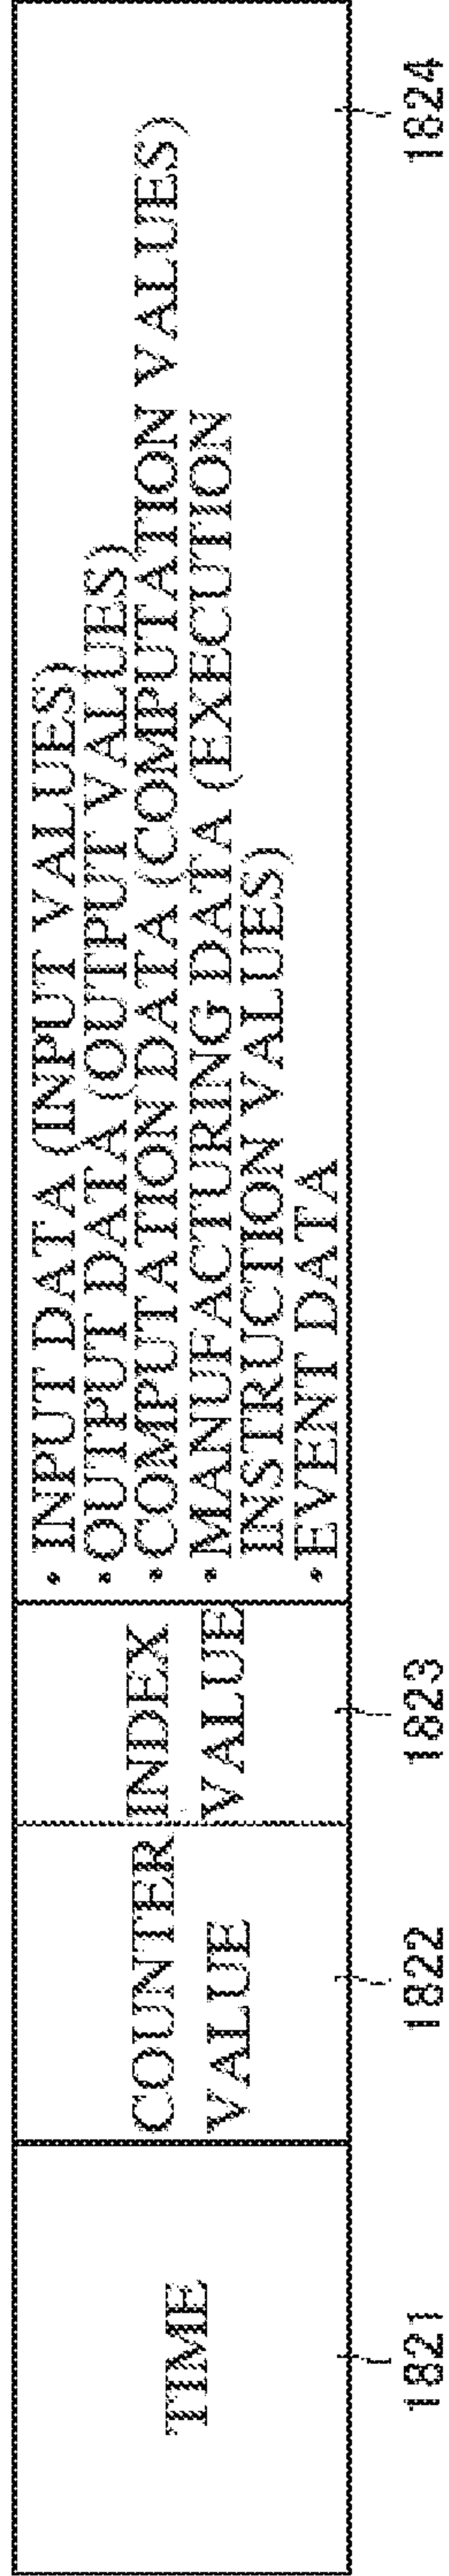 TIME
COUNTER
VALUE
INDEX
VALUE
• INPUT DATA (INPUT VALUES)
• OUTPUT DATA (OUTPUT VALUES)
• COMPUTATION DATA (COMPUTATION VALUES)
• MANUFACTURING DATA (EXECUTION
INSTRUCTION VALUES)
• EVENT DATA
1821
1822
1823
1824